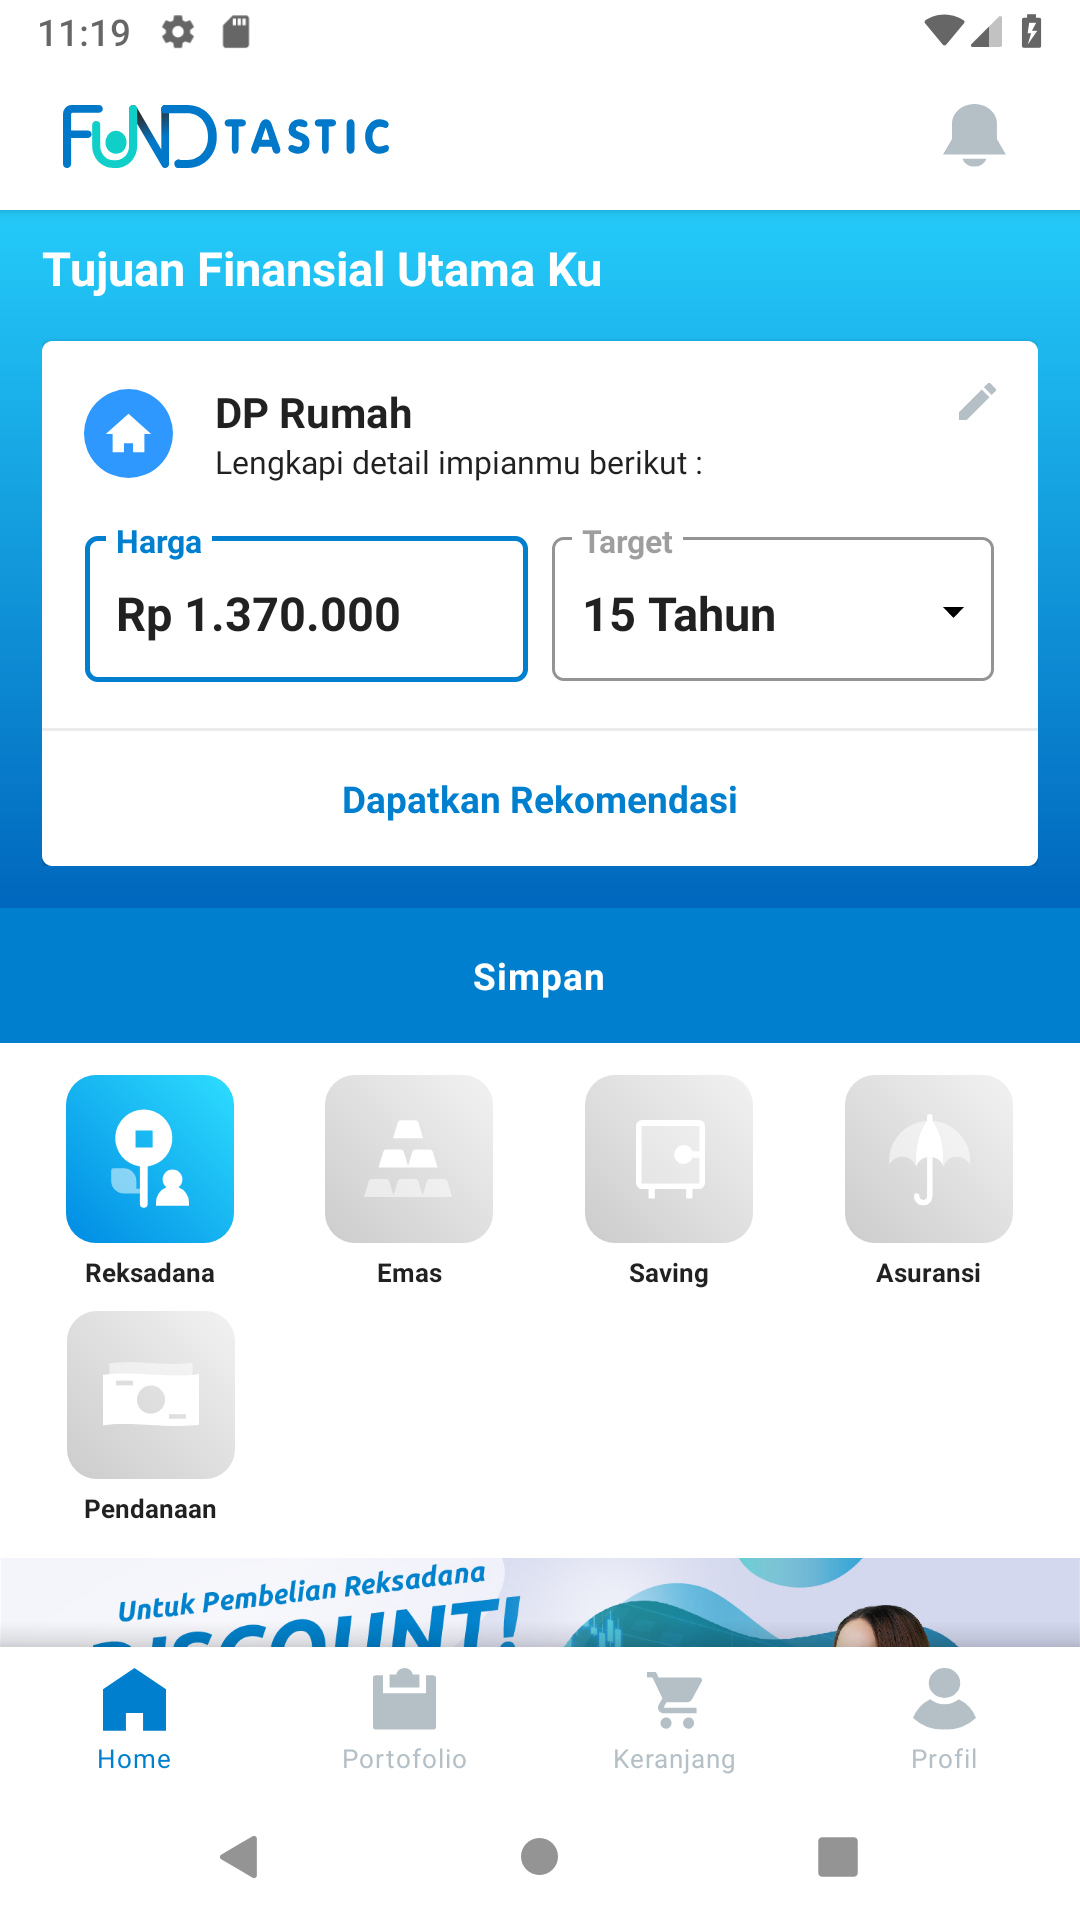 11:19
FUNDTASTIC
Tujuan Finansial Utama Ku
DP Rumah
Lengkapi detail impianmu berikut :
Harga
Target
Rp 1.370.000
15 Tahun
Dapatkan Rekomendasi
Simpan
Reksadana
Emas
Saving
Asuransi
Pendanaan
Untuk Pembelian Reksadana
DISCOUNT!
Home
Portofolio
Keranjang
Profil